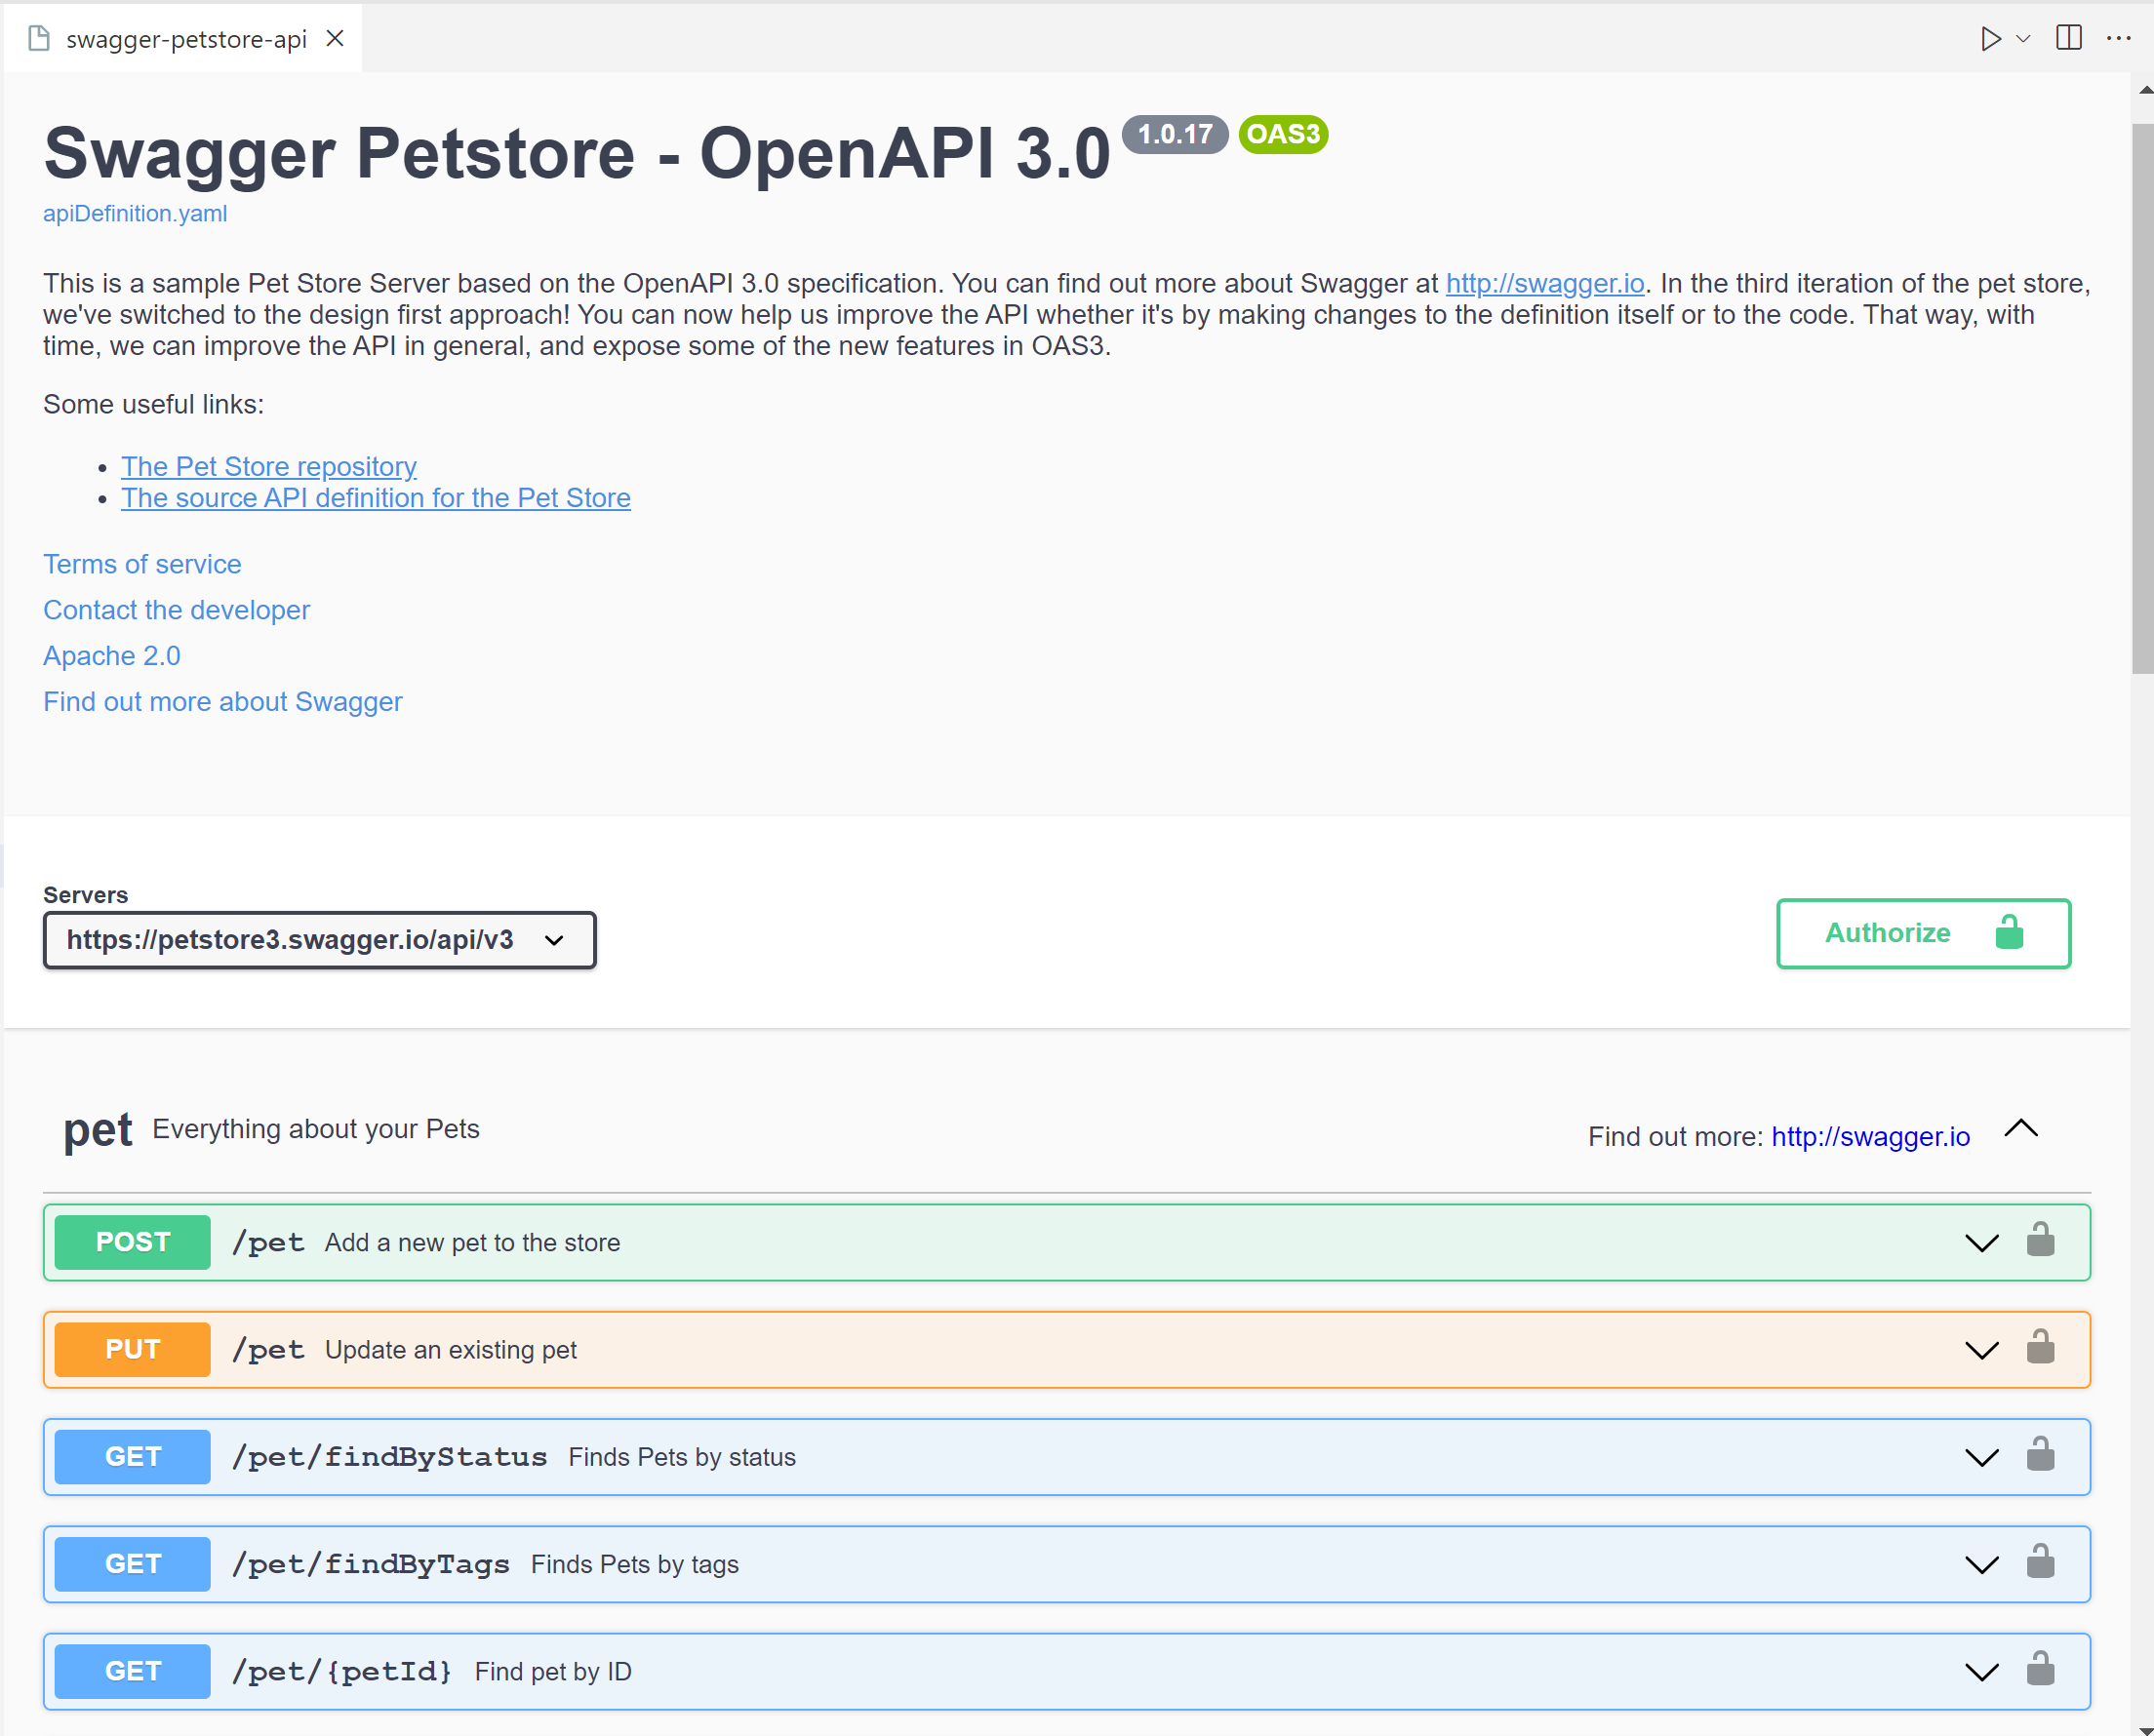 swagger-petstore-api
Swagger Petstore - OpenAPI 3.0 1.0.17 OAS3
apiDefinition.yaml
This is a sample Pet Store Server based on the OpenAPI 3.0 specification. You can find out more about Swagger at http://swagger.io. In the third iteration of the pet store,
we've switched to the design first approach! You can now help us improve the API whether it's by making changes to the definition itself or to the code. That way, with
time, we can improve the API in general, and expose some of the new features in OAS3.
Some useful links:
• The Pet Store repository
• The source API definition for the Pet Store
Terms of service
Contact the developer
Apache 2.0
Find out more about Swagger
Servers
https://petstore3.swagger.io/api/v3
Authorize
pet Everything about your Pets
Find out more: http://swagger.io
POST /pet Add a new pet to the store
PUT /pet Update an existing pet
GET /pet/findByStatus Finds Pets by status
GET /pet/findByTags Finds Pets by tags
GET /pet/{petId} Find pet by ID